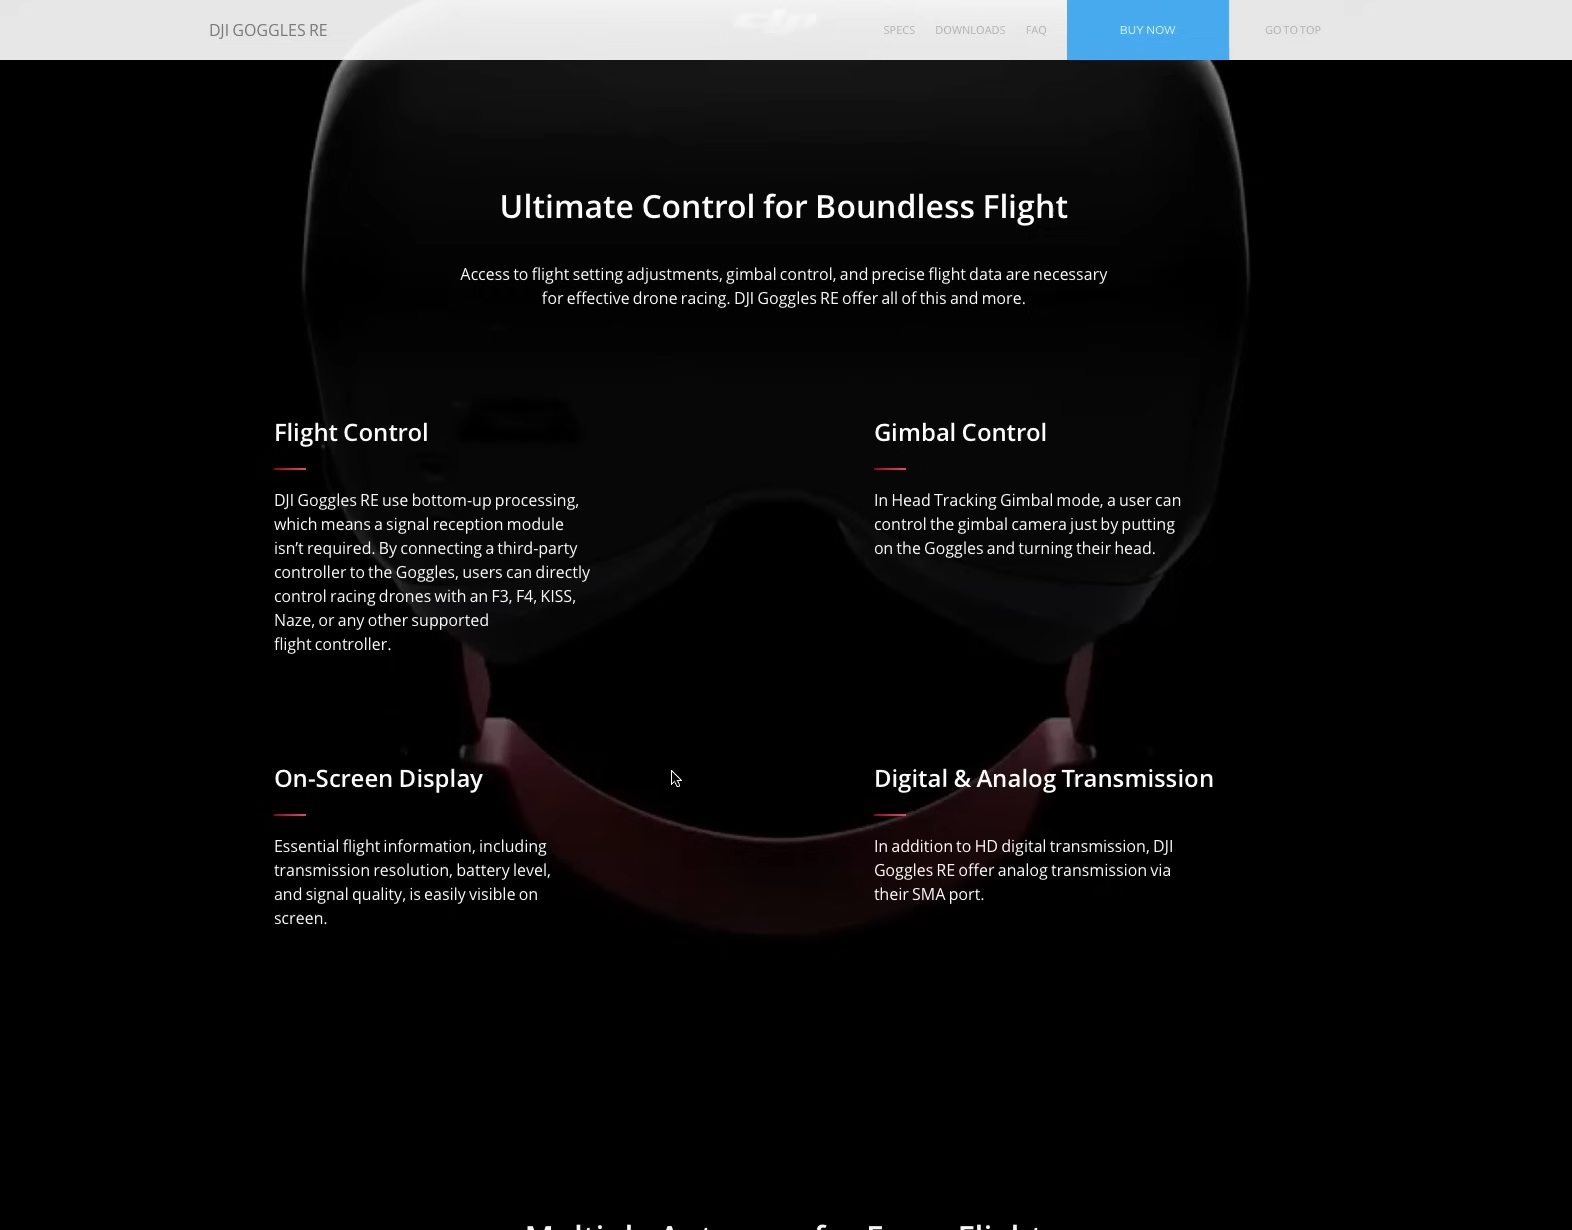 DJI GOGGLES RE
SPECS
DOWNLOADS
FAQ
BUY NOW
GO TO TOP
Ultimate Control for Boundless Flight
Access to flight setting adjustments, gimbal control, and precise flight data are necessary
for effective drone racing. DJI Goggles RE offer all of this and more.
Flight Control
DJI Goggles RE use bottom-up processing,
which means a signal reception module
isn’t required. By connecting a third-party
controller to the Goggles, users can directly
control racing drones with an F3, F4, KISS,
Naze, or any other supported
flight controller.
Gimbal Control
In Head Tracking Gimbal mode, a user can
control the gimbal camera just by putting
on the Goggles and turning their head.
On-Screen Display
Essential flight information, including
transmission resolution, battery level,
and signal quality, is easily visible on
screen.
Digital & Analog Transmission
In addition to HD digital transmission, DJI
Goggles RE offer analog transmission via
their SMA port.